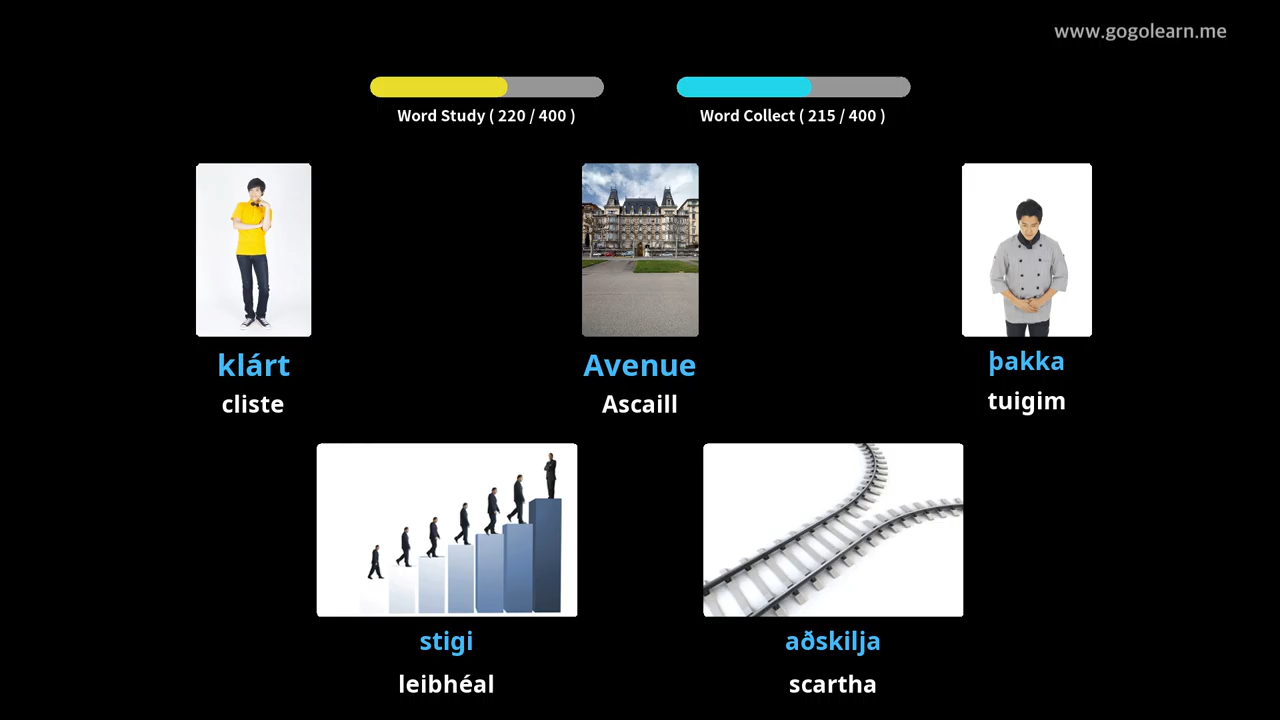 www.gogolearn.me
Word Study ( 220 / 400 )
Word Collect ( 215 / 400 )
klárt
cliste
Avenue
Ascaill
þakka
tuigim
stigi
leibhéal
aðskilja
scartha